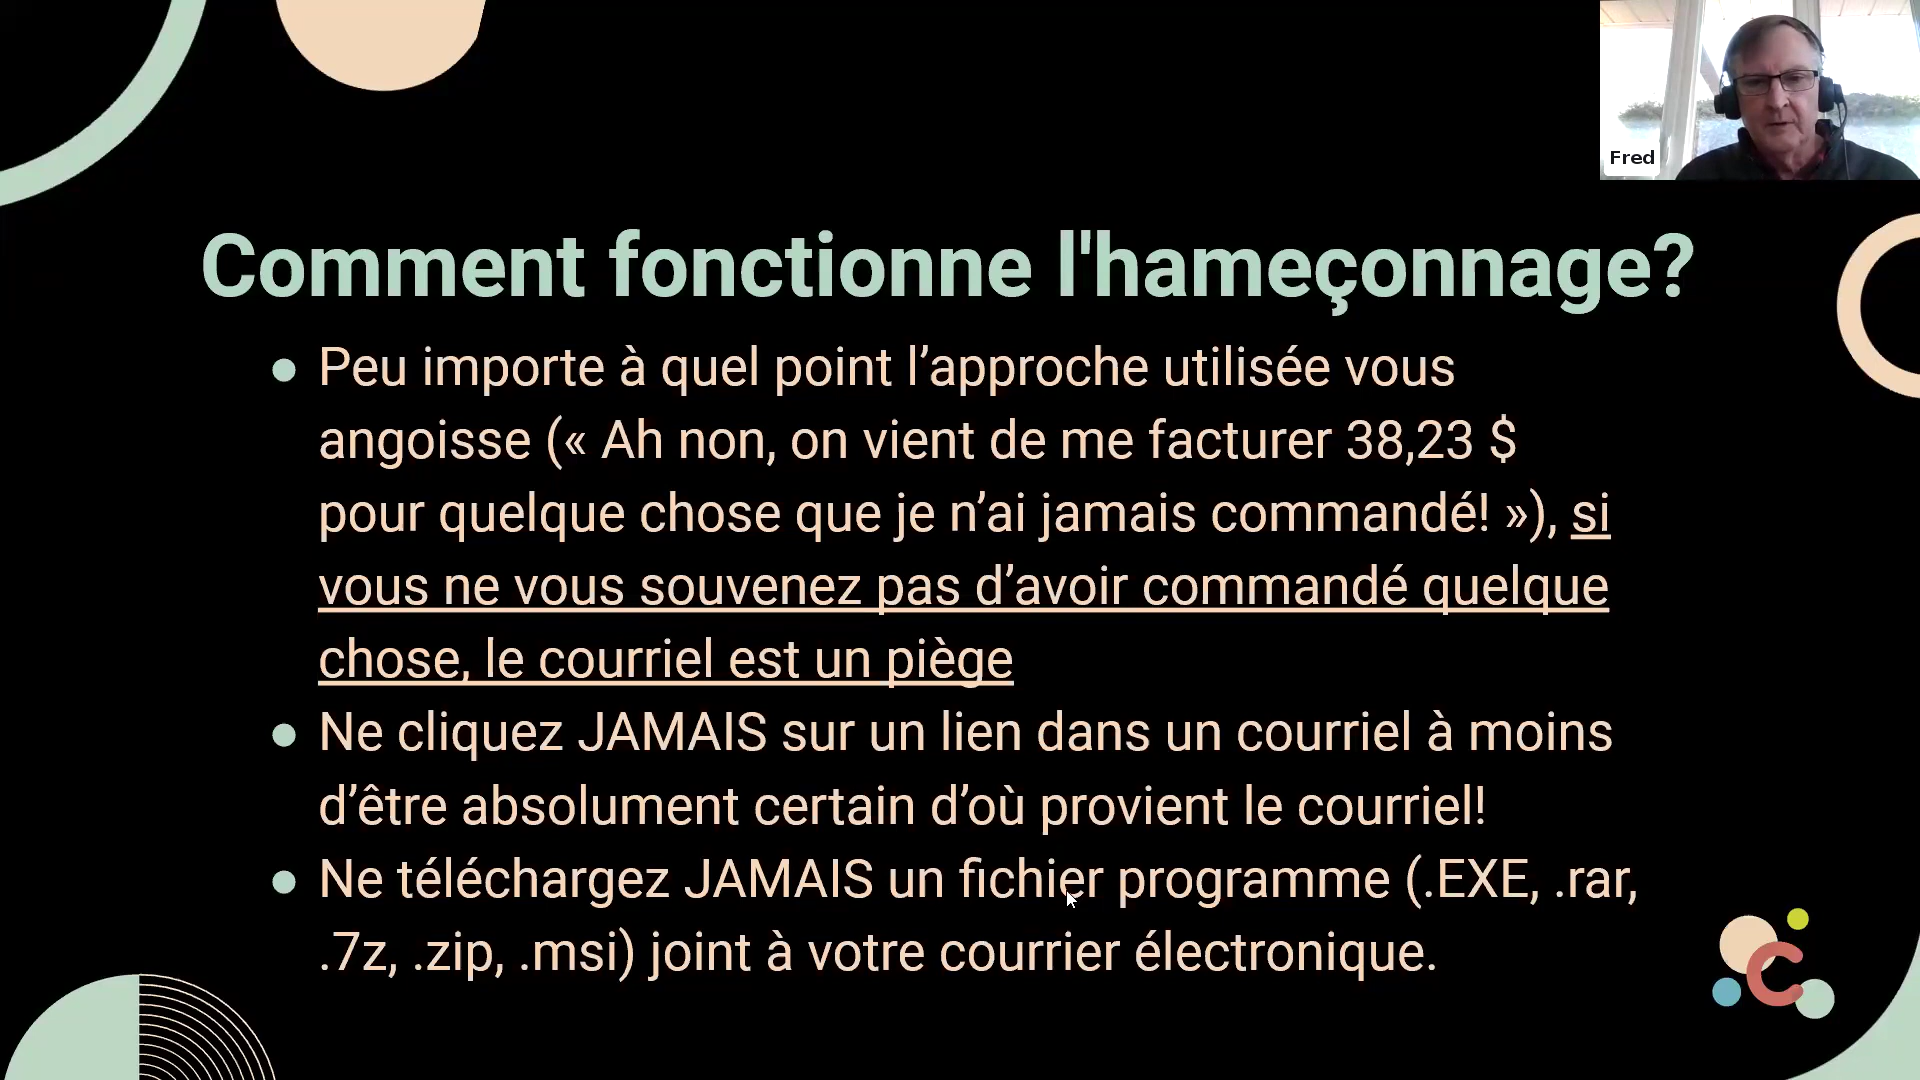 Fred
Comment fonctionne l'hameçonnage?
● Peu importe à quel point l’approche utilisée vous
angoisse (« Ah non, on vient de me facturer 38,23 $
pour quelque chose que je n’ai jamais commandé! »), si
vous ne vous souvenez pas d’avoir commandé quelque
chose, le courriel est un piège
● Ne cliquez JAMAIS sur un lien dans un courriel à moins
d’être absolument certain d’où provient le courriel!
● Ne téléchargez JAMAIS un fichier programme (.EXE, .rar,
.7z, .zip, .msi) joint à votre courrier électronique.